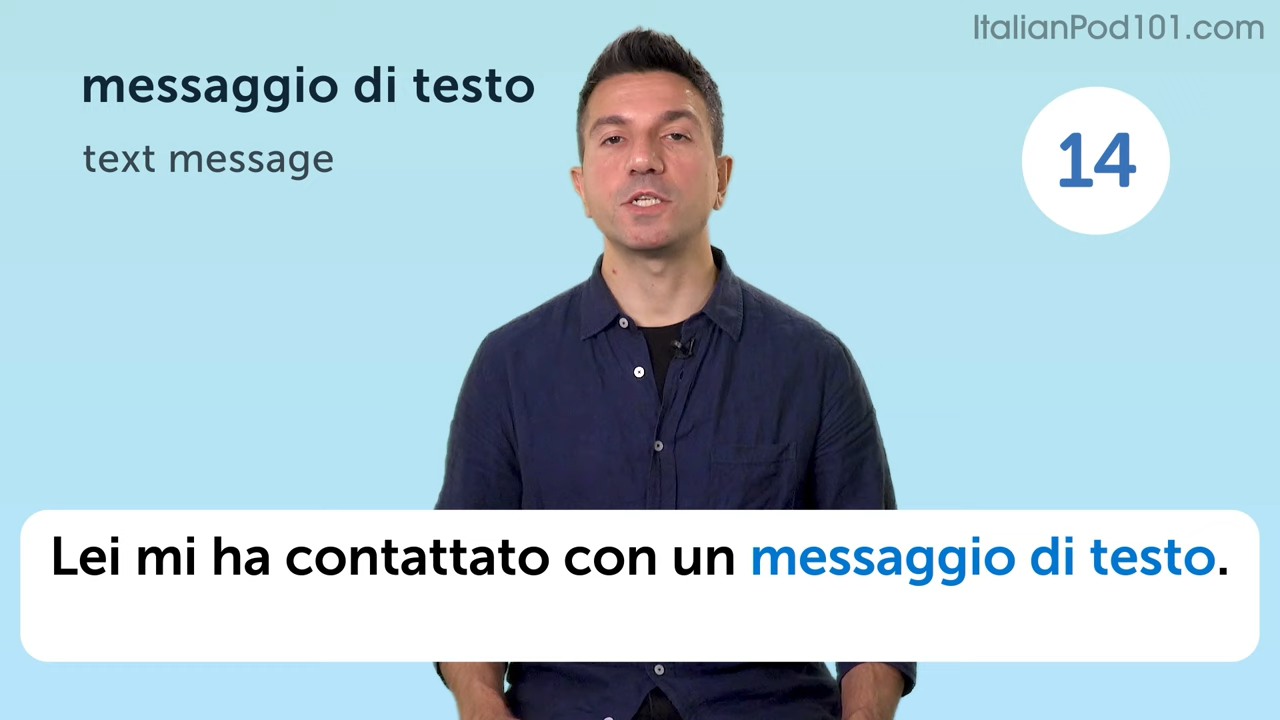 ItalianPod101.com
messaggio di testo
text message
14
Lei mi ha contattato con un messaggio di testo.